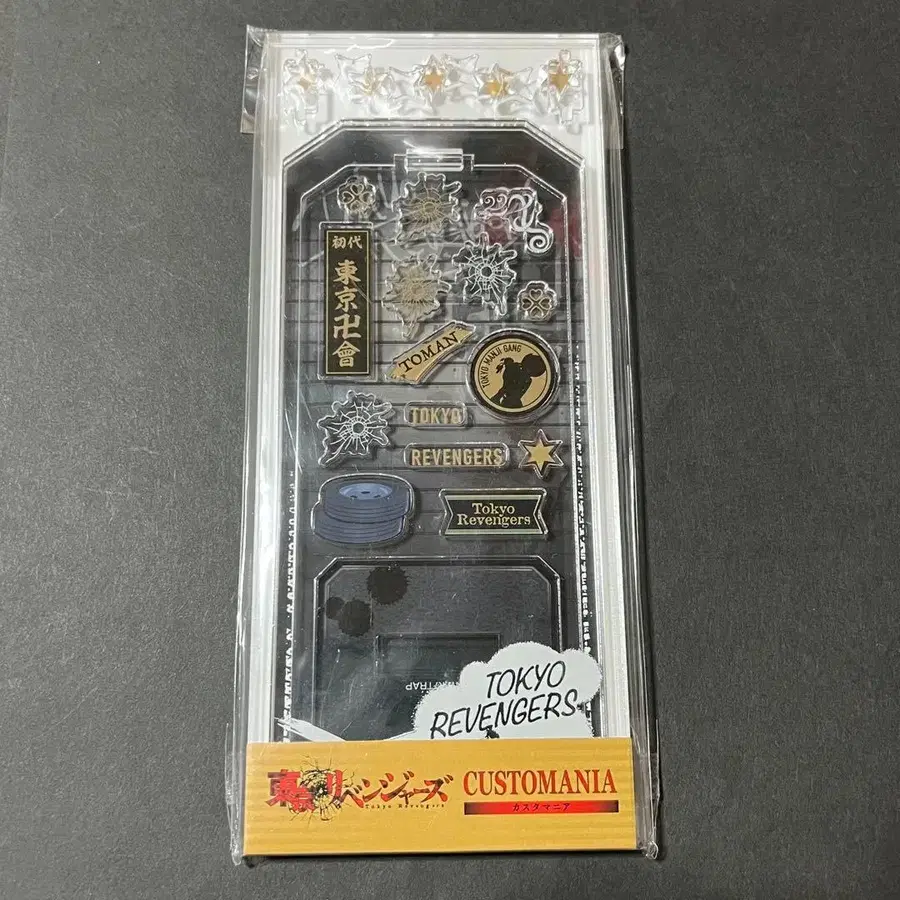 初代
東京卍會
TOMAN
TOKYO MANJI GANG
TOKYO
REVENGERS
Tokyo
Revengers
TRAP
TOKYO
REVENGERS
東京リベンジャーズ
Tokyo Revengers
CUSTOMANIA
カスタマニア